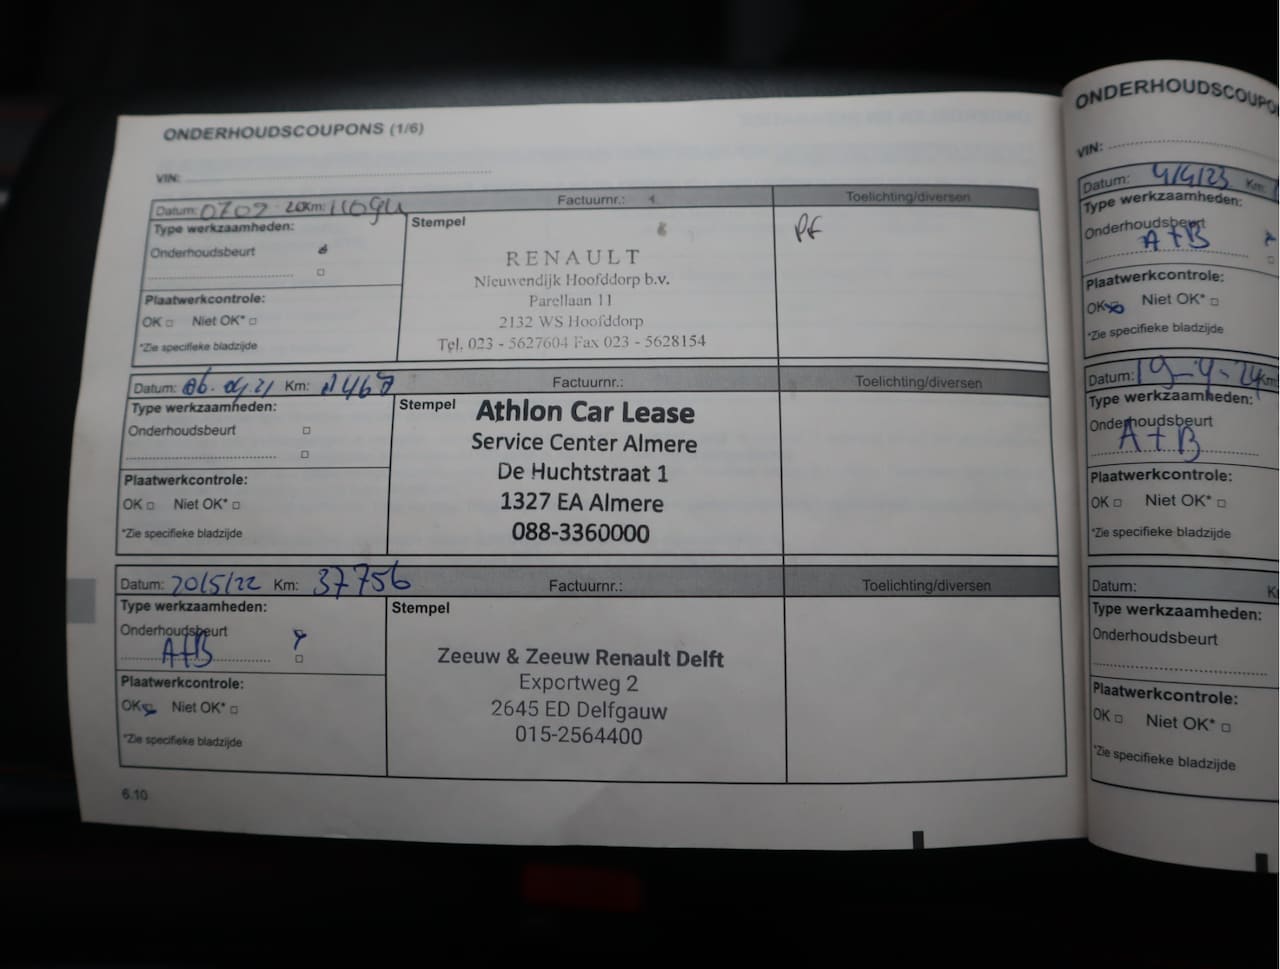 ONDERHOUDSCOUPONS (1/6)
VIN:
Datum: 0707 20 Km: Factuurnr.: Toelichting/diversen
Type werkzaamheden:
Stempel
Onderhoudsbeurt
RENAULT
Nieuwendijk Hoofddorp b.v.
Parellaan 11
2132 WS Hoofddorp
Tel. 023 - 5627604 Fax 023 - 5628154
Plaatwerkcontrole:
OK Niet OK*
*Zie specifieke bladzijde
Datum: 06.04.21 Km: Factuurnr.: Toelichting/diversen
Type werkzaamheden:
Stempel
Onderhoudsbeurt
Athlon Car Lease
Service Center Almere
De Huchtstraat 1
1327 EA Almere
088-3360000
Plaatwerkcontrole:
OK Niet OK*
*Zie specifieke bladzijde
Datum: 20/5/22 Km: 37756 Factuurnr.: Toelichting/diversen
Type werkzaamheden:
Stempel
Onderhoudsbeurt
A+B
Zeeuw & Zeeuw Renault Delft
Exportweg 2
2645 ED Delfgauw
015-2564400
Plaatwerkcontrole:
OK Niet OK*
*Zie specifieke bladzijde
6.10
ONDERHOUDSCOUPO
VIN:
Datum: 4/4/23 Km:
Type werkzaamheden:
Onderhoudsbeurt
A+B
Plaatwerkcontrole:
OK Niet OK*
*Zie specifieke bladzijde
Datum: 19-4-24 Km
Type werkzaamheden:
Onderhoudsbeurt
A+B
Plaatwerkcontrole:
OK Niet OK*
*Zie specifieke bladzijde
Datum: K
Type werkzaamheden:
Onderhoudsbeurt
Plaatwerkcontrole:
OK Niet OK*
*Zie specifieke bladzijde